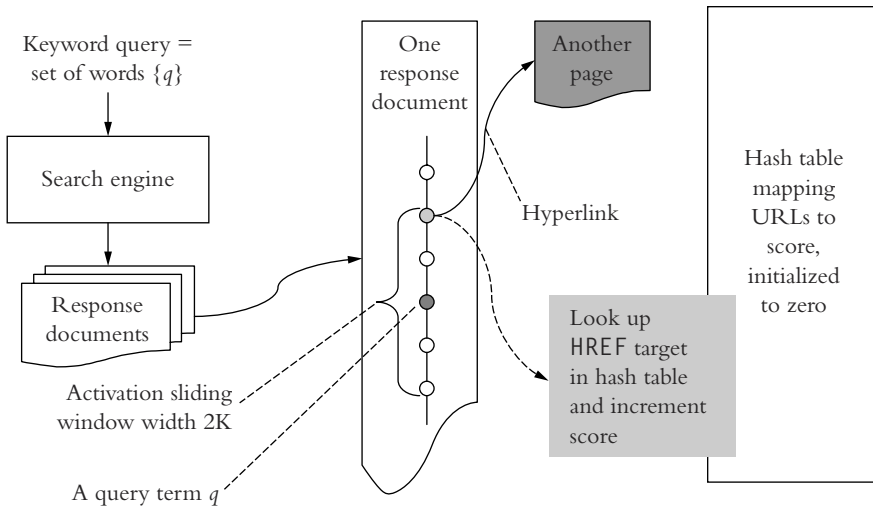 Keyword query =
set of words {q}
Search engine
Response
documents
Activation sliding
window width 2K
A query term q
One
response
document
Another
page
Hyperlink
Look up
HREF target
in hash table
and increment
score
Hash table
mapping
URLs to
score,
initialized
to zero